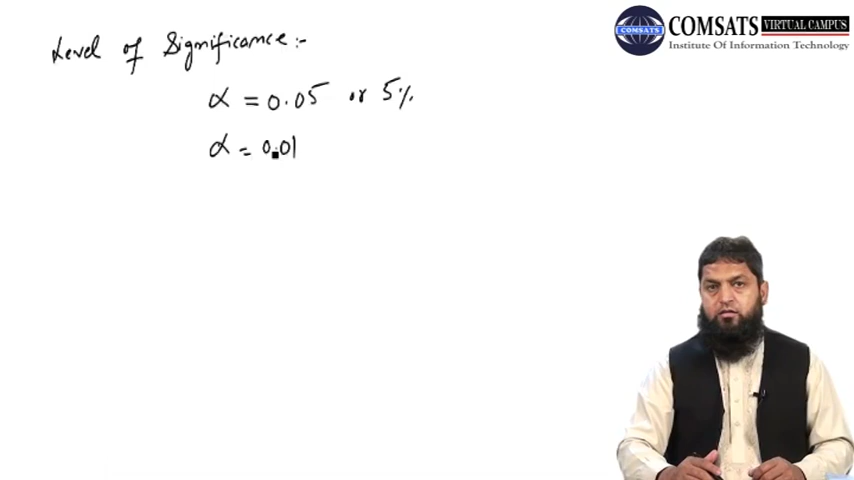 COMSATS VIRTUAL CAMPUS
COMSATS
Institute Of Information Technology
Level of Significance:-
α = 0.05 or 5%
α = 0.01